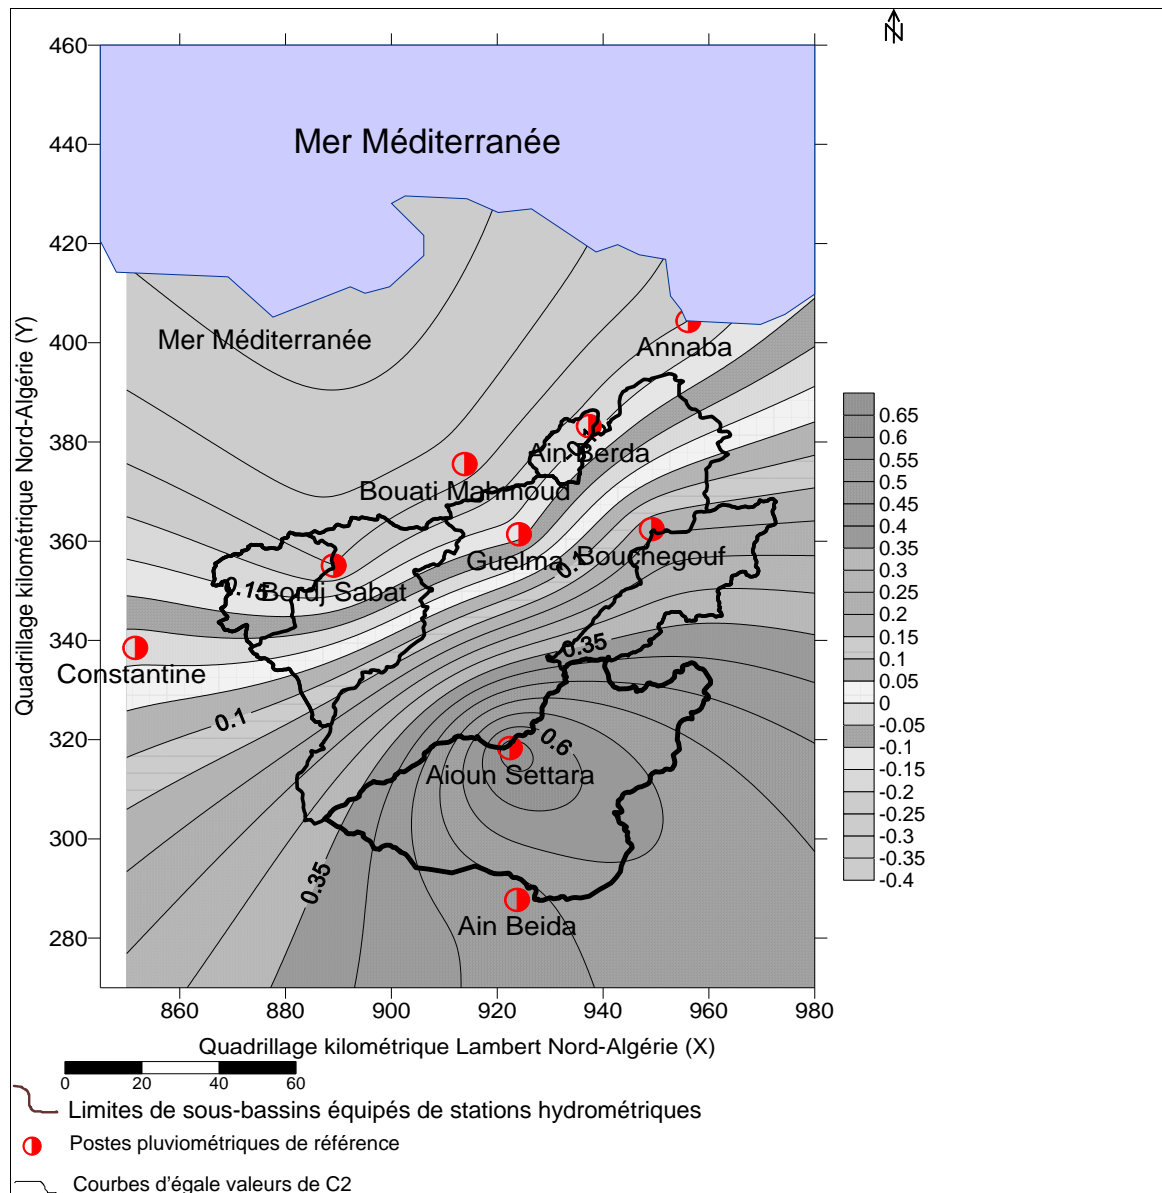 N
460
440
420
400
380
360
340
320
300
280
Quadrillage kilométrique Nord-Algérie (Y)
Mer Méditerranée
Mer Méditerranée
Annaba
Ain Berda
Bouati Mahmoud
Guelma
Bouchegouf
0.1
0.15
Bordj Sabat
Constantine
0.35
0.1
0.6
Aioun Settara
0.35
Ain Beida
0.65
0.6
0.55
0.5
0.45
0.4
0.35
0.3
0.25
0.2
0.15
0.1
0.05
0
-0.05
-0.1
-0.15
-0.2
-0.25
-0.3
-0.35
-0.4
860 880 900 920 940 960 980
Quadrillage kilométrique Lambert Nord-Algérie (X)
0 20 40 60
Limites de sous-bassins équipés de stations hydrométriques
Postes pluviométriques de référence
Courbes d'égale valeurs de C2